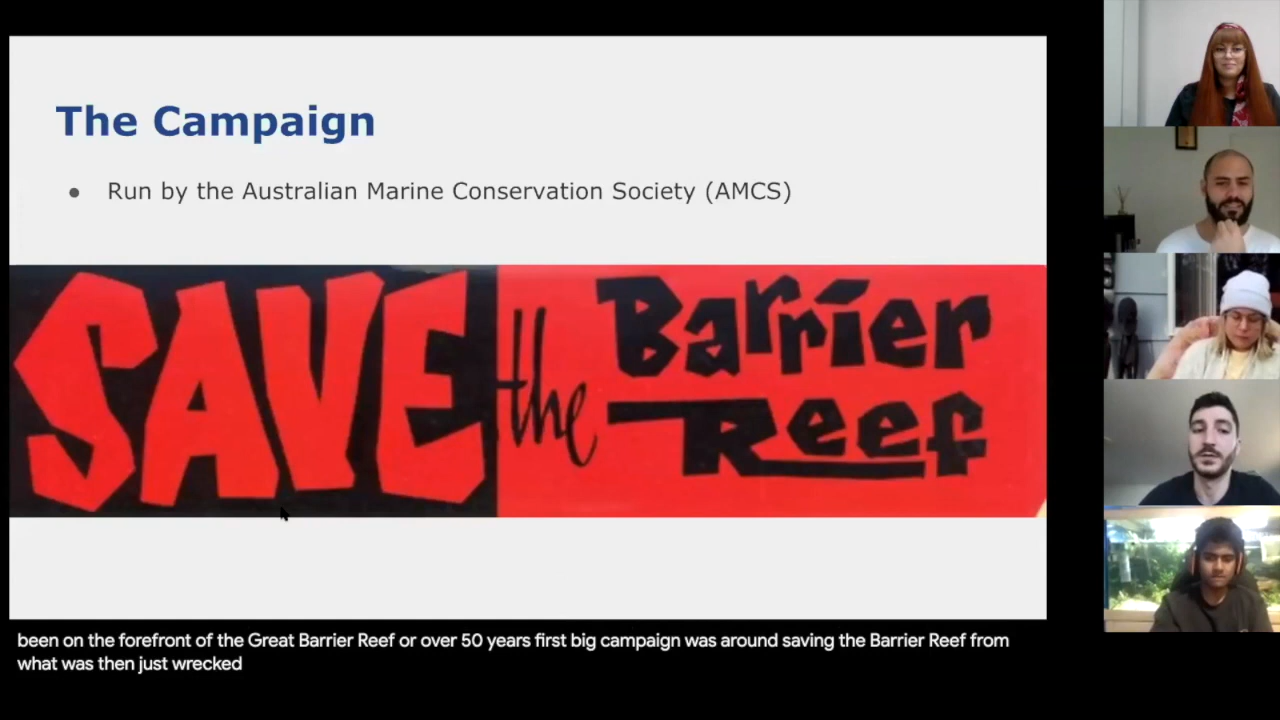 The Campaign
● Run by the Australian Marine Conservation Society (AMCS)
SAVE the Barrier
Reef
been on the forefront of the Great Barrier Reef or over 50 years first big campaign was around saving the Barrier Reef from
what was then just wrecked